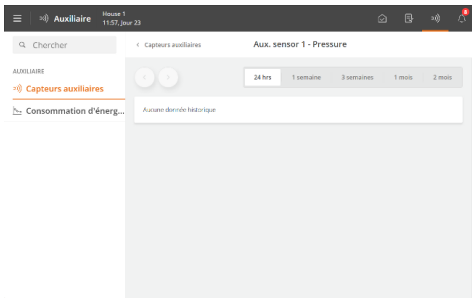 Auxiliaire
House 1
11:57, Jour 23
8
Chercher
AUXILIAIRE
Capteurs auxiliaires
Consommation d'énerg...
< Capteurs auxiliaires
Aux. sensor 1 - Pressure
24 hrs
1 semaine
3 semaines
1 mois
2 mois
Aucune donnée historique